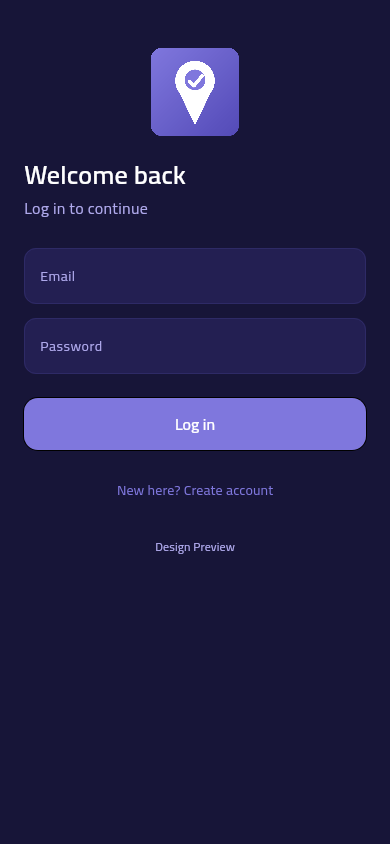 Welcome back
Log in to continue
Email
Password
Log in
New here? Create account
Design Preview